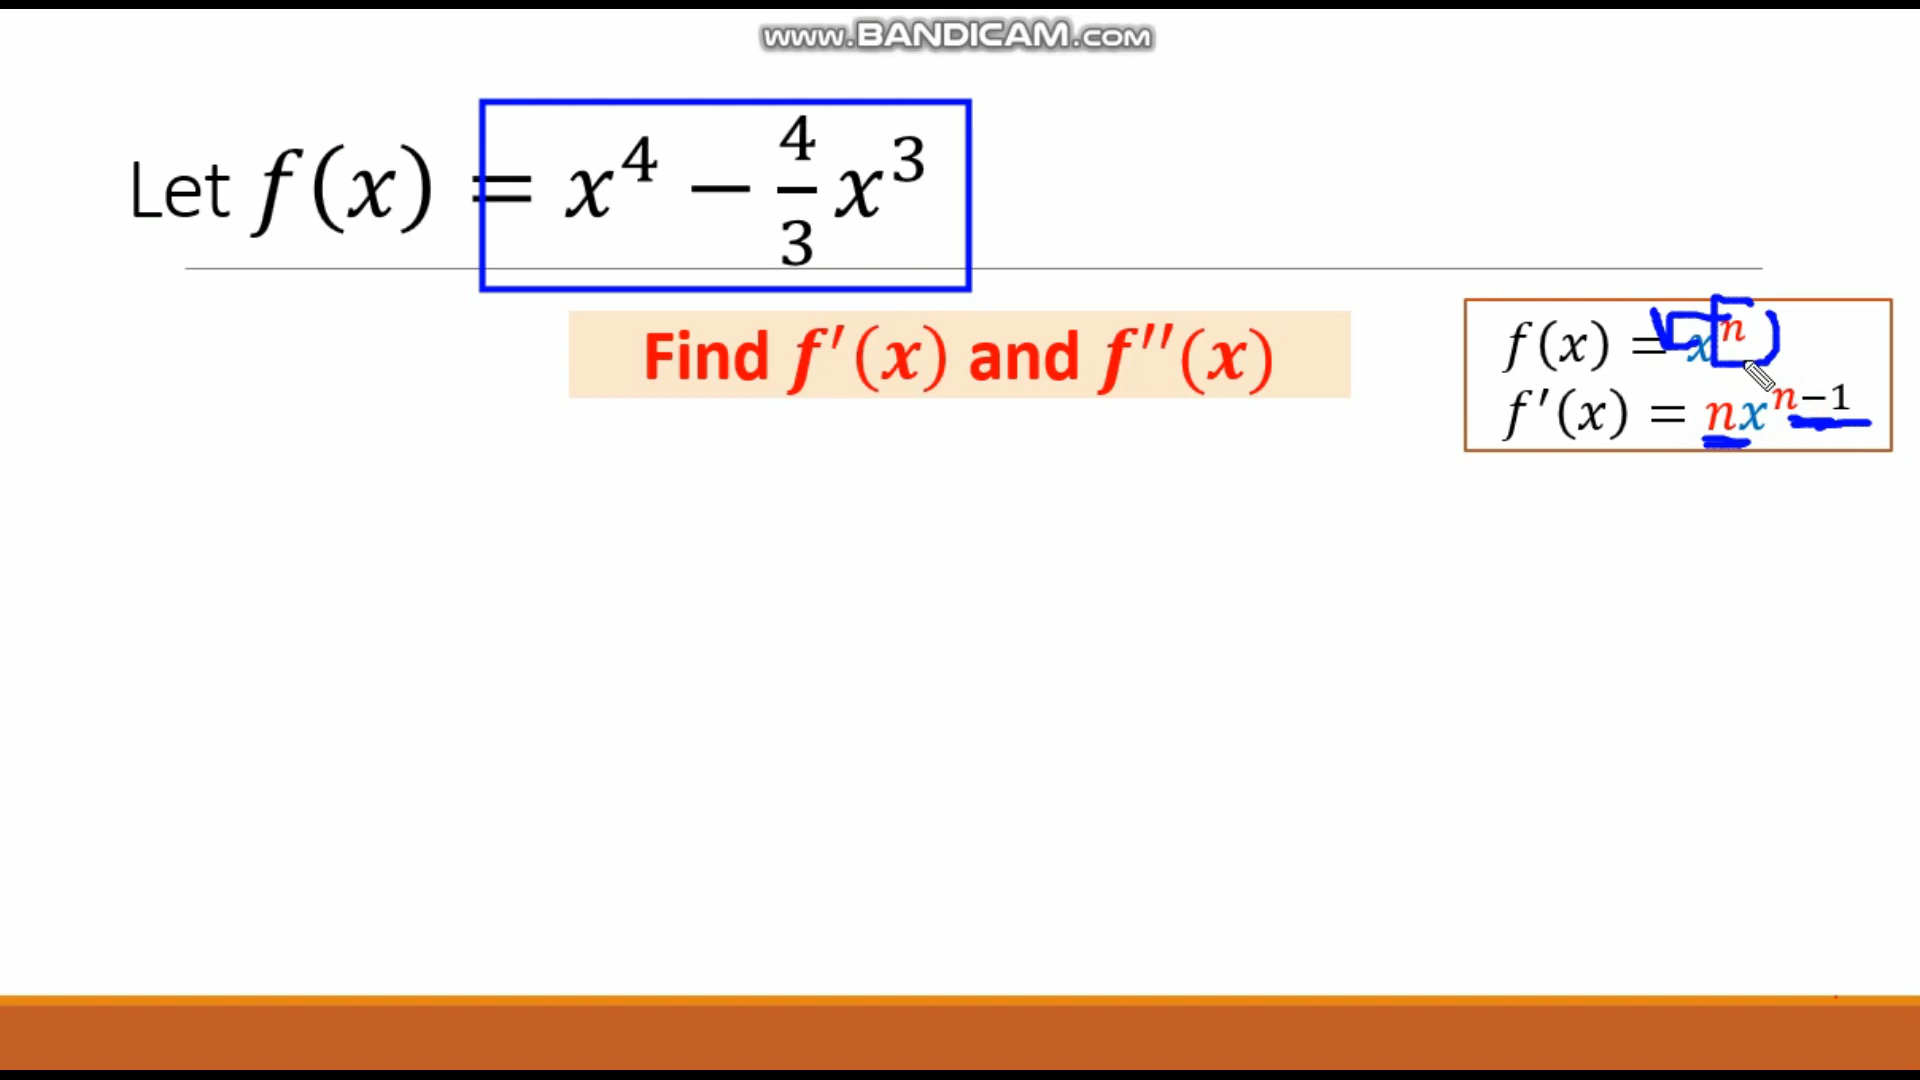 www.BANDICAM.com
Let f(x) = x⁴ − 4/3 x³
Find f′(x) and f′′(x)
f(x) = xⁿ
f′(x) = nxⁿ⁻¹